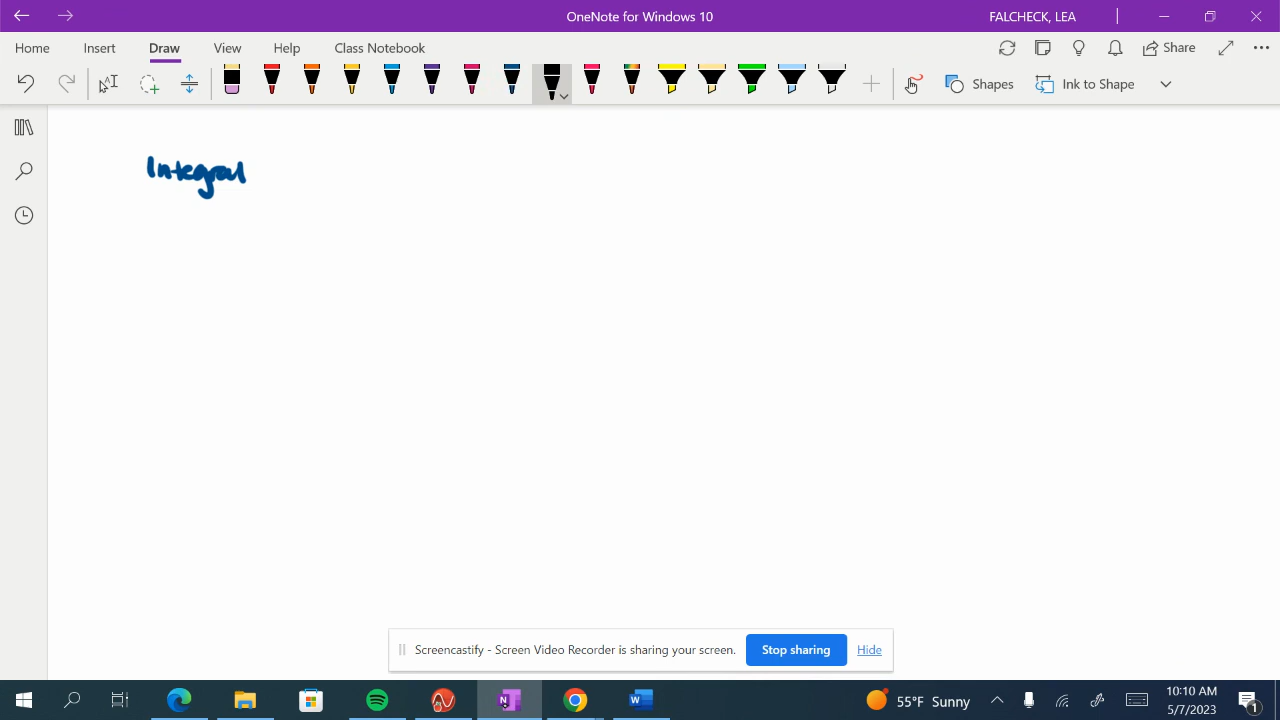 OneNote for Windows 10
FALCHECK, LEA
Home Insert Draw View Help Class Notebook Share
Shapes Ink to Shape
Integral
Screencastify - Screen Video Recorder is sharing your screen. Stop sharing Hide
55°F Sunny
10:10 AM
5/7/2023
1